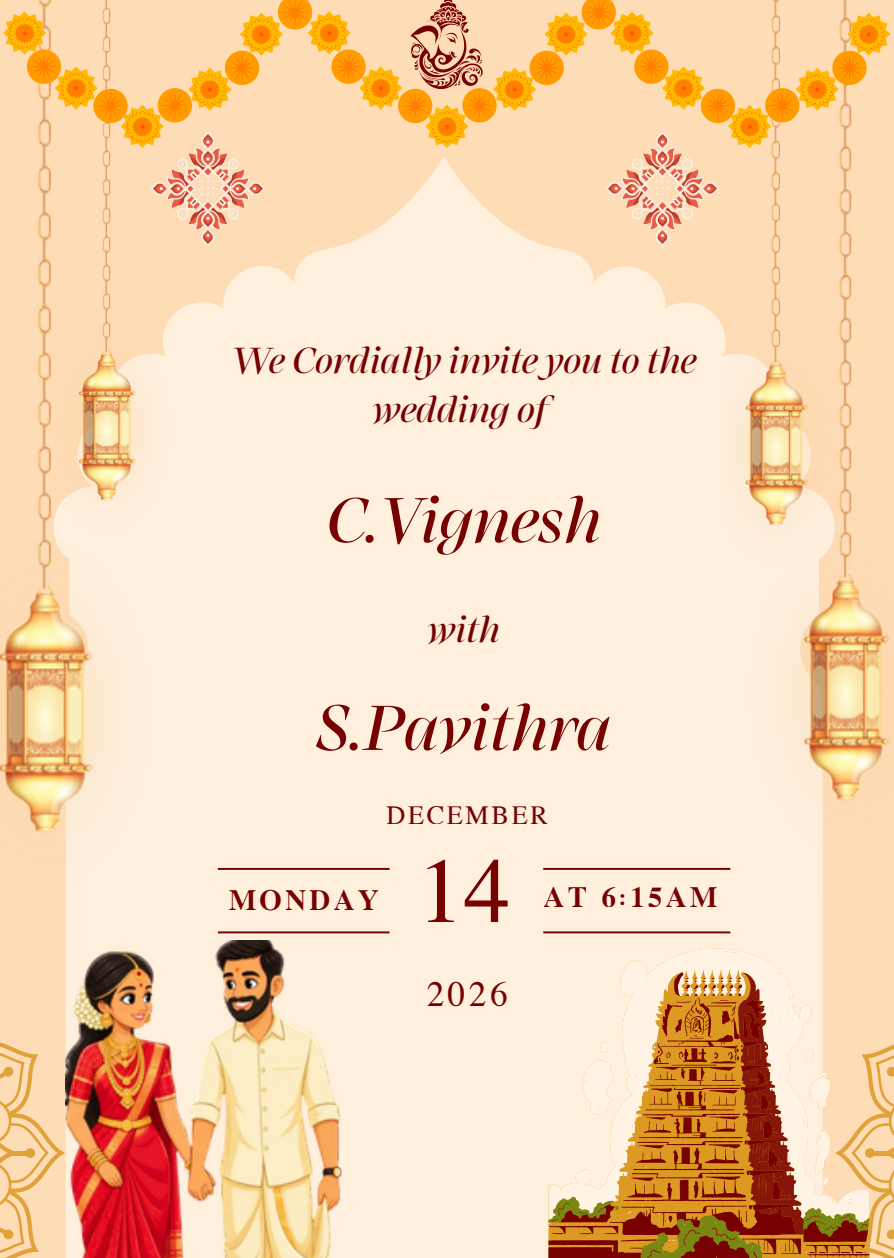 We Cordially invite you to the
wedding of
C.Vignesh
with
S.Pavithra
DECEMBER
MONDAY 14 AT 6:15AM
2026